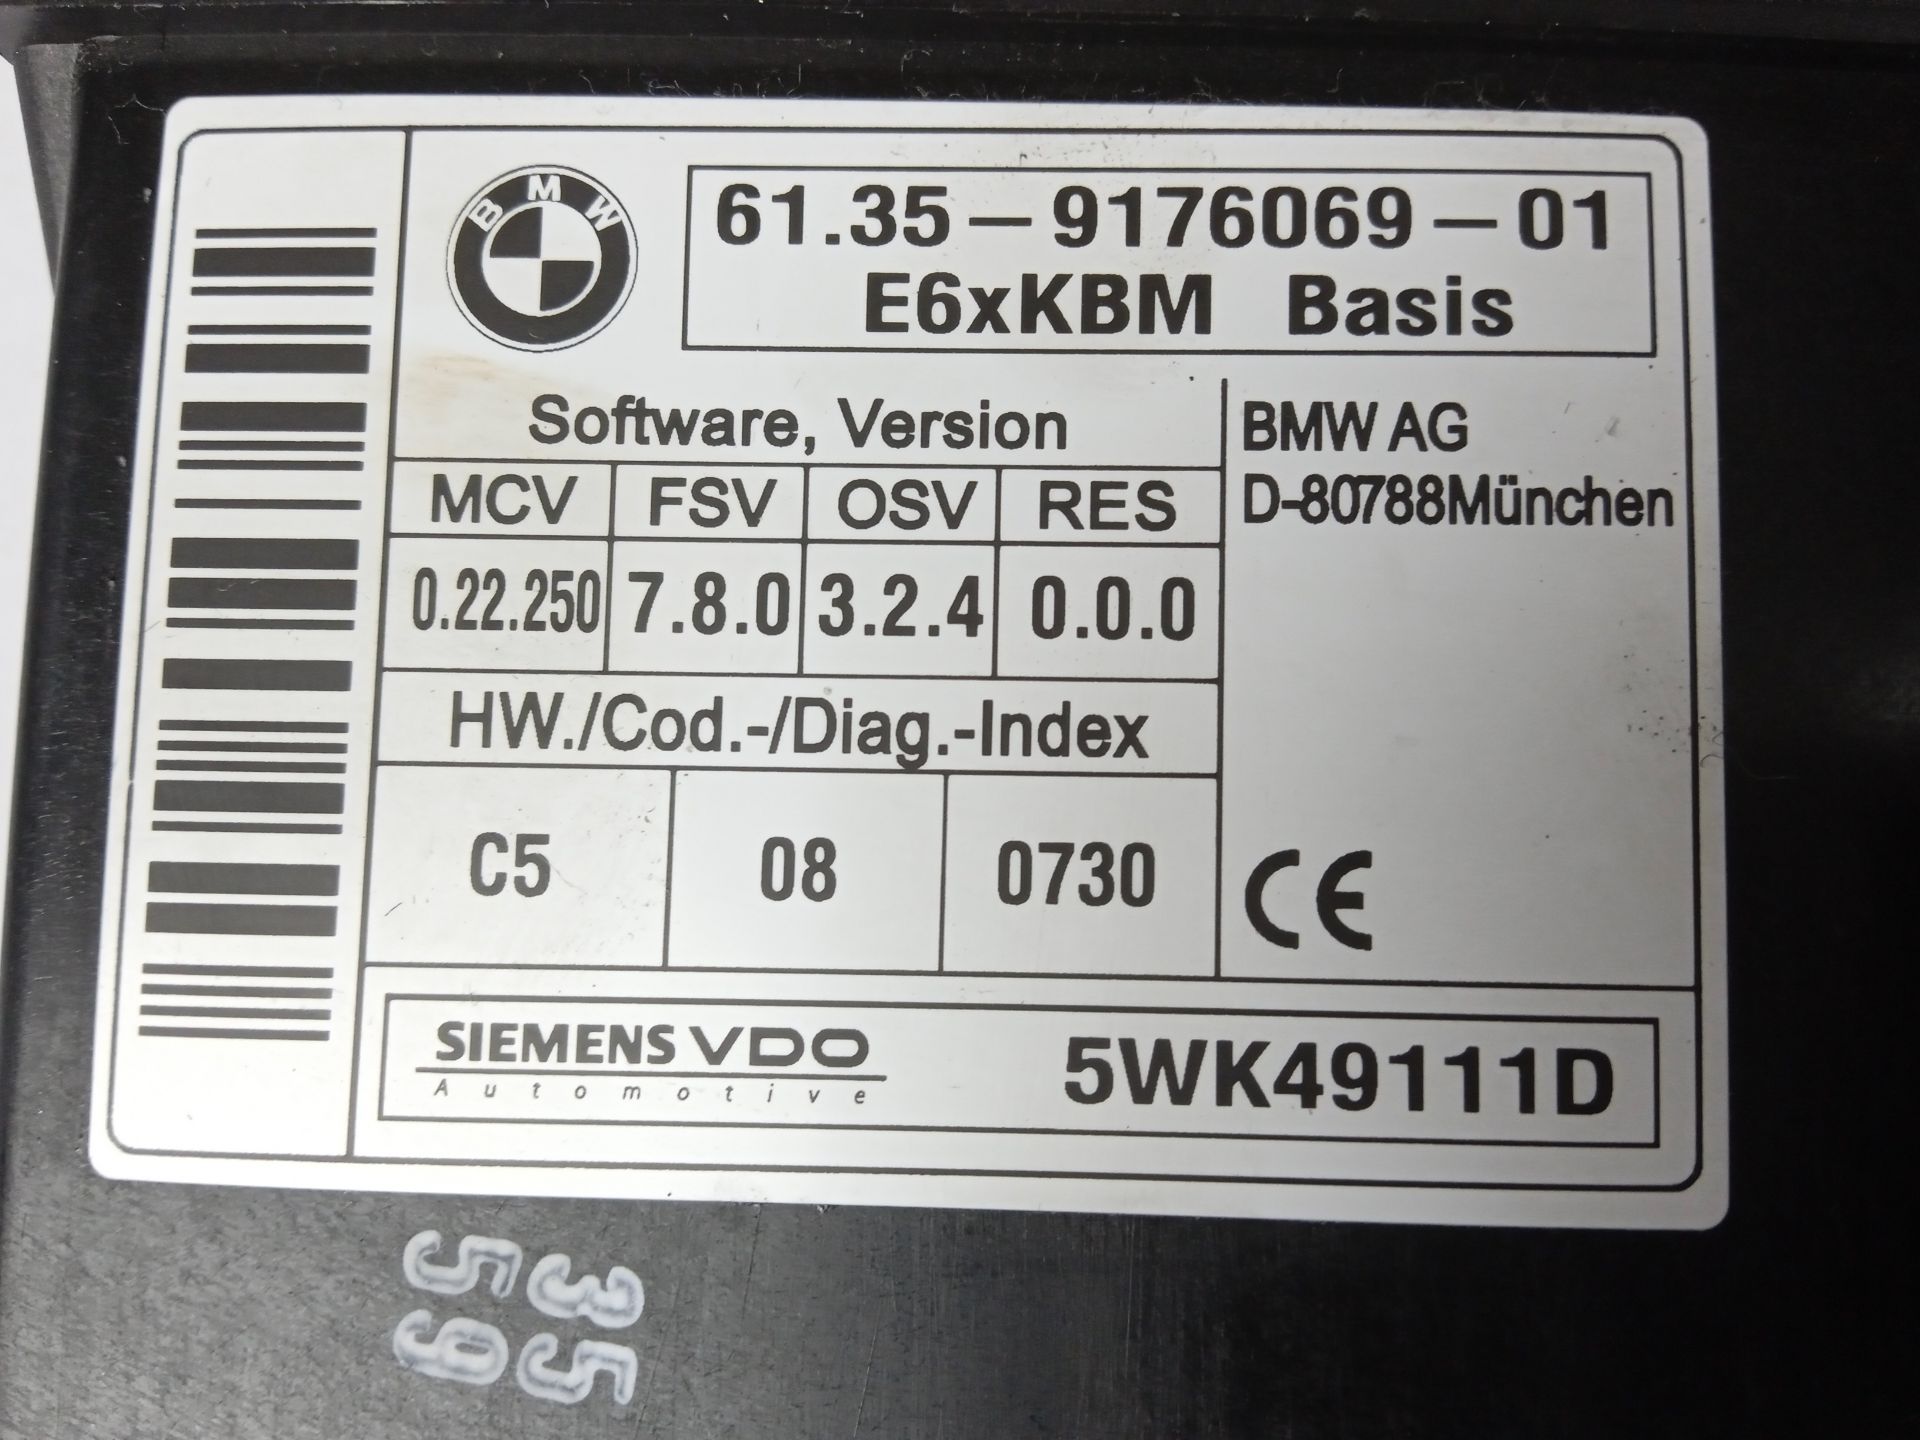 BMW
61.35-9176069-01
E6xKBM Basis
Software, Version
MCV FSV OSV RES
0.22.250 7.8.0 3.2.4 0.0.0
HW./Cod.-/Diag.-Index
C5 08 0730
BMW AG
D-80788München
CE
SIEMENS VDO
Automotive
5WK49111D
35
59